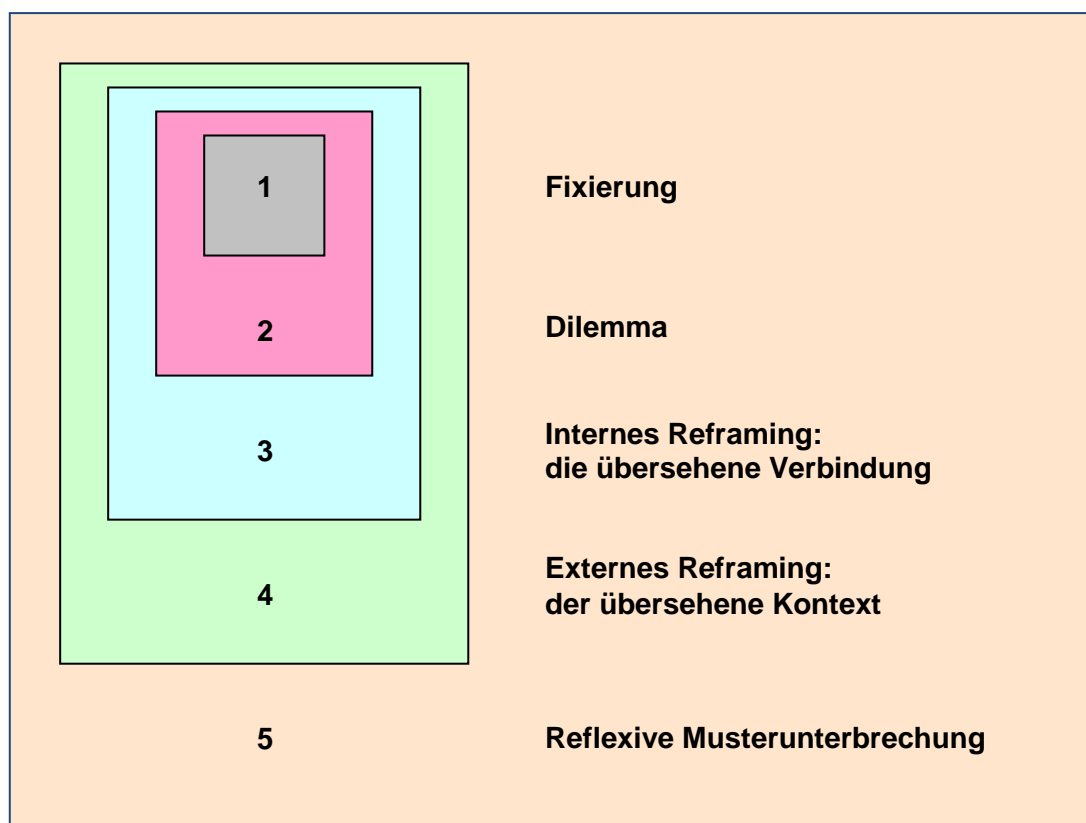 1 Fixierung
2 Dilemma
3 Internes Reframing:
die übersehene Verbindung
4 Externes Reframing:
der übersehene Kontext
5 Reflexive Musterunterbrechung